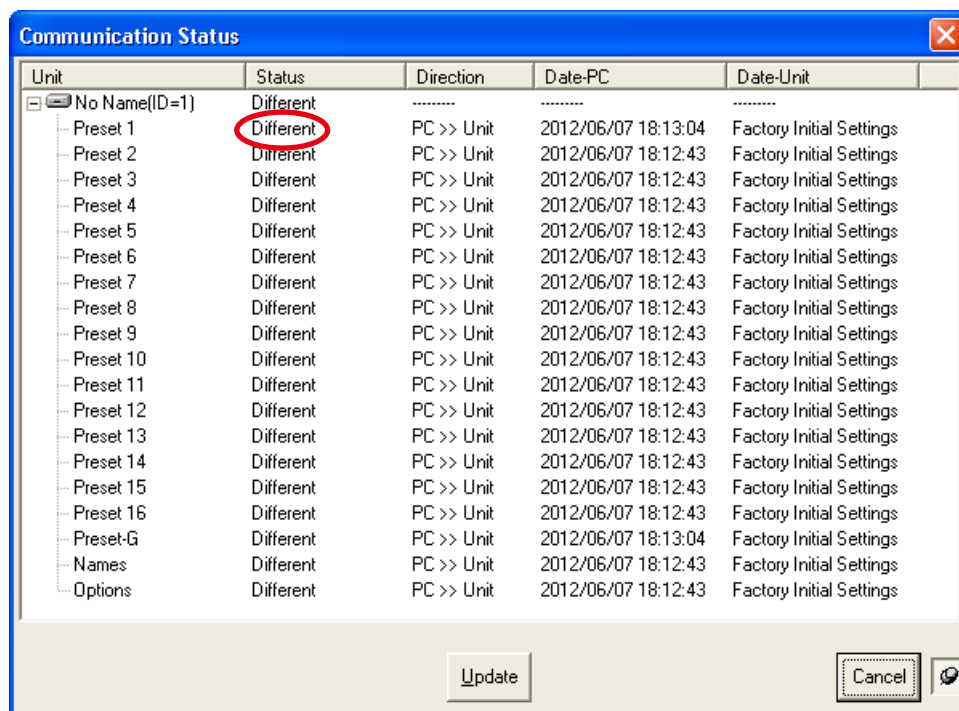 Communication Status
Unit Status Direction Date-PC Date-Unit
No Name(ID=1) Different --------- --------- ---------
Preset 1 Different PC >> Unit 2012/06/07 18:13:04 Factory Initial Settings
Preset 2 Different PC >> Unit 2012/06/07 18:12:43 Factory Initial Settings
Preset 3 Different PC >> Unit 2012/06/07 18:12:43 Factory Initial Settings
Preset 4 Different PC >> Unit 2012/06/07 18:12:43 Factory Initial Settings
Preset 5 Different PC >> Unit 2012/06/07 18:12:43 Factory Initial Settings
Preset 6 Different PC >> Unit 2012/06/07 18:12:43 Factory Initial Settings
Preset 7 Different PC >> Unit 2012/06/07 18:12:43 Factory Initial Settings
Preset 8 Different PC >> Unit 2012/06/07 18:12:43 Factory Initial Settings
Preset 9 Different PC >> Unit 2012/06/07 18:12:43 Factory Initial Settings
Preset 10 Different PC >> Unit 2012/06/07 18:12:43 Factory Initial Settings
Preset 11 Different PC >> Unit 2012/06/07 18:12:43 Factory Initial Settings
Preset 12 Different PC >> Unit 2012/06/07 18:12:43 Factory Initial Settings
Preset 13 Different PC >> Unit 2012/06/07 18:12:43 Factory Initial Settings
Preset 14 Different PC >> Unit 2012/06/07 18:12:43 Factory Initial Settings
Preset 15 Different PC >> Unit 2012/06/07 18:12:43 Factory Initial Settings
Preset 16 Different PC >> Unit 2012/06/07 18:12:43 Factory Initial Settings
Preset-G Different PC >> Unit 2012/06/07 18:13:04 Factory Initial Settings
Names Different PC >> Unit 2012/06/07 18:12:43 Factory Initial Settings
Options Different PC >> Unit 2012/06/07 18:12:43 Factory Initial Settings
Update Cancel